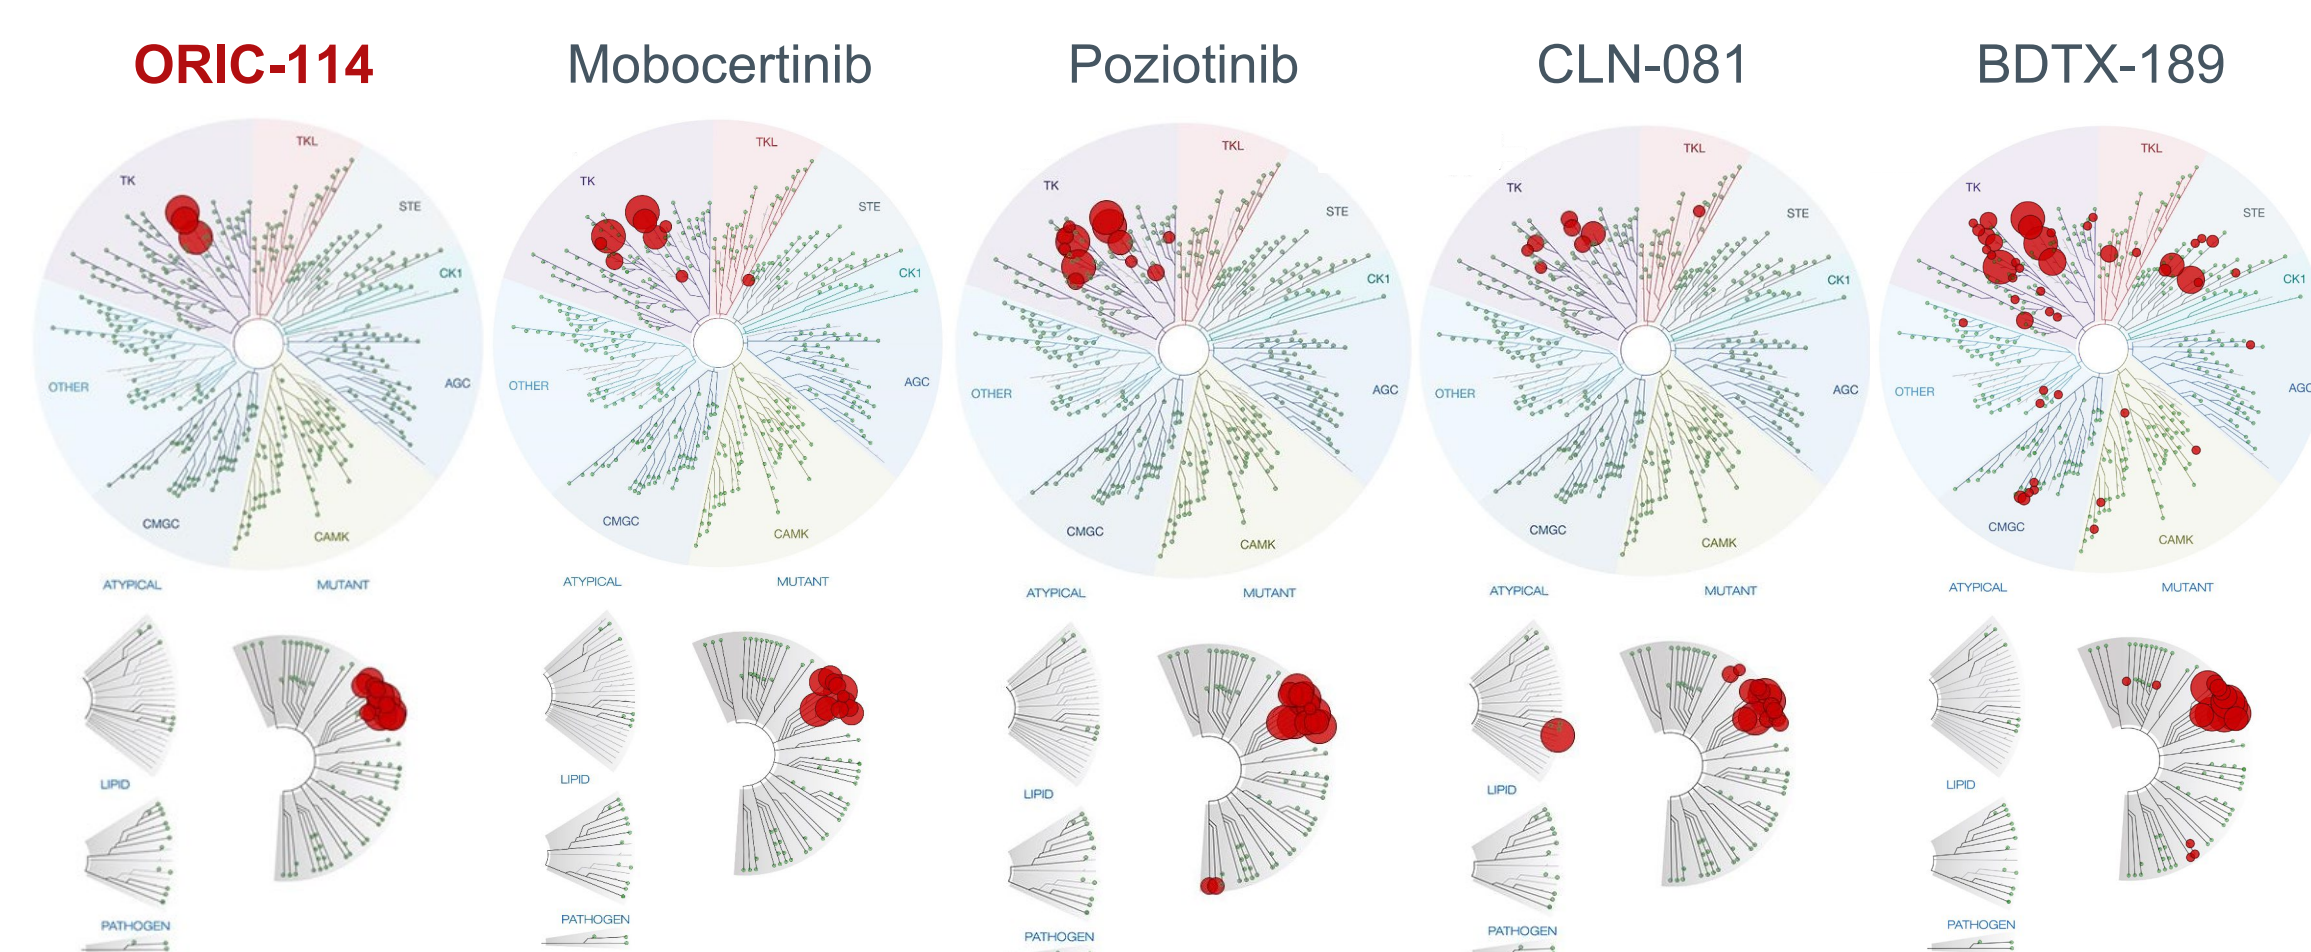 ORIC-114
TK
TKL
STE
CK1
AGC
CAMK
CMGC
OTHER
ATYPICAL
MUTANT
LIPID
PATHOGEN
Mobocertinib
TK
TKL
STE
CK1
AGC
CAMK
CMGC
OTHER
ATYPICAL
MUTANT
LIPID
PATHOGEN
Poziotinib
TK
TKL
STE
CK1
AGC
CAMK
CMGC
OTHER
ATYPICAL
MUTANT
LIPID
PATHOGEN
CLN-081
TK
TKL
STE
CK1
AGC
CAMK
CMGC
OTHER
ATYPICAL
MUTANT
LIPID
PATHOGEN
BDTX-189
TK
TKL
STE
CK1
AGC
CAMK
CMGC
OTHER
ATYPICAL
MUTANT
LIPID
PATHOGEN